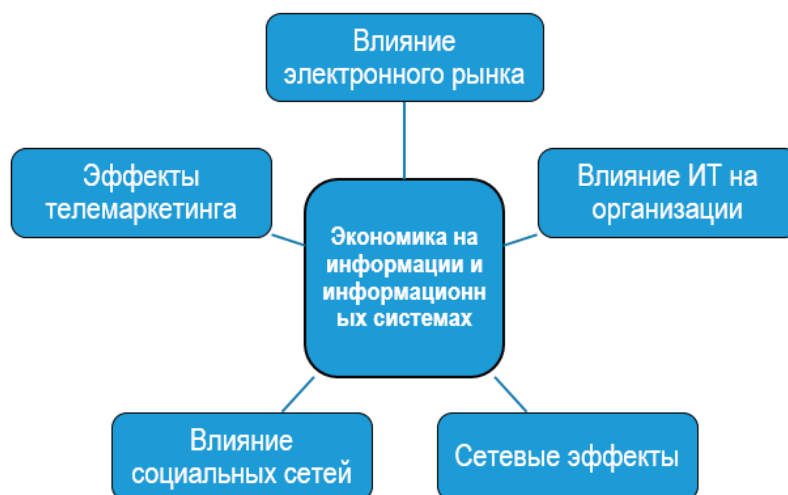 Влияние
электронного рынка
Эффекты
телемаркетинга
Влияние ИТ на
организации
Экономика на
информации и
информационн
ых системах
Влияние
социальных сетей
Сетевые эффекты